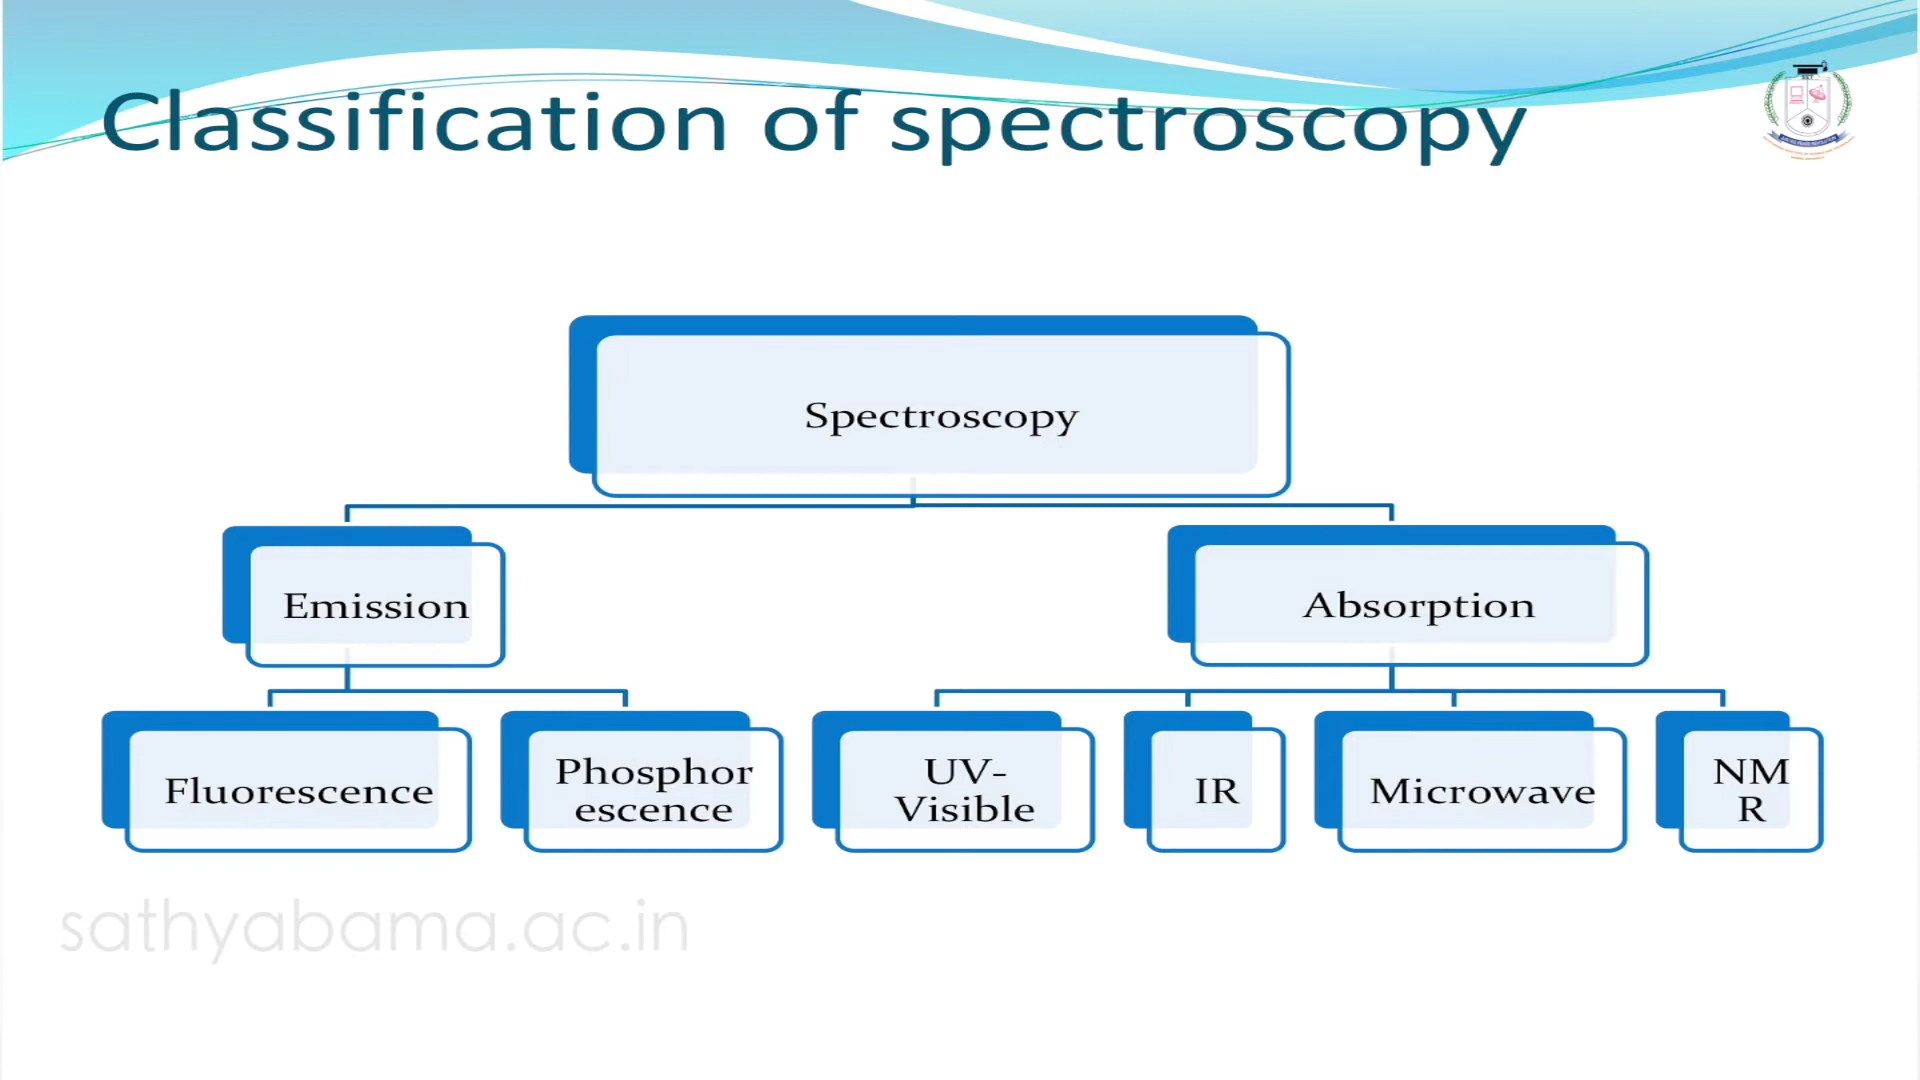 Classification of spectroscopy
Spectroscopy
Emission
Absorption
Fluorescence
Phosphor
escence
UV-
Visible
IR
Microwave
NM
R
sathyabama.ac.in